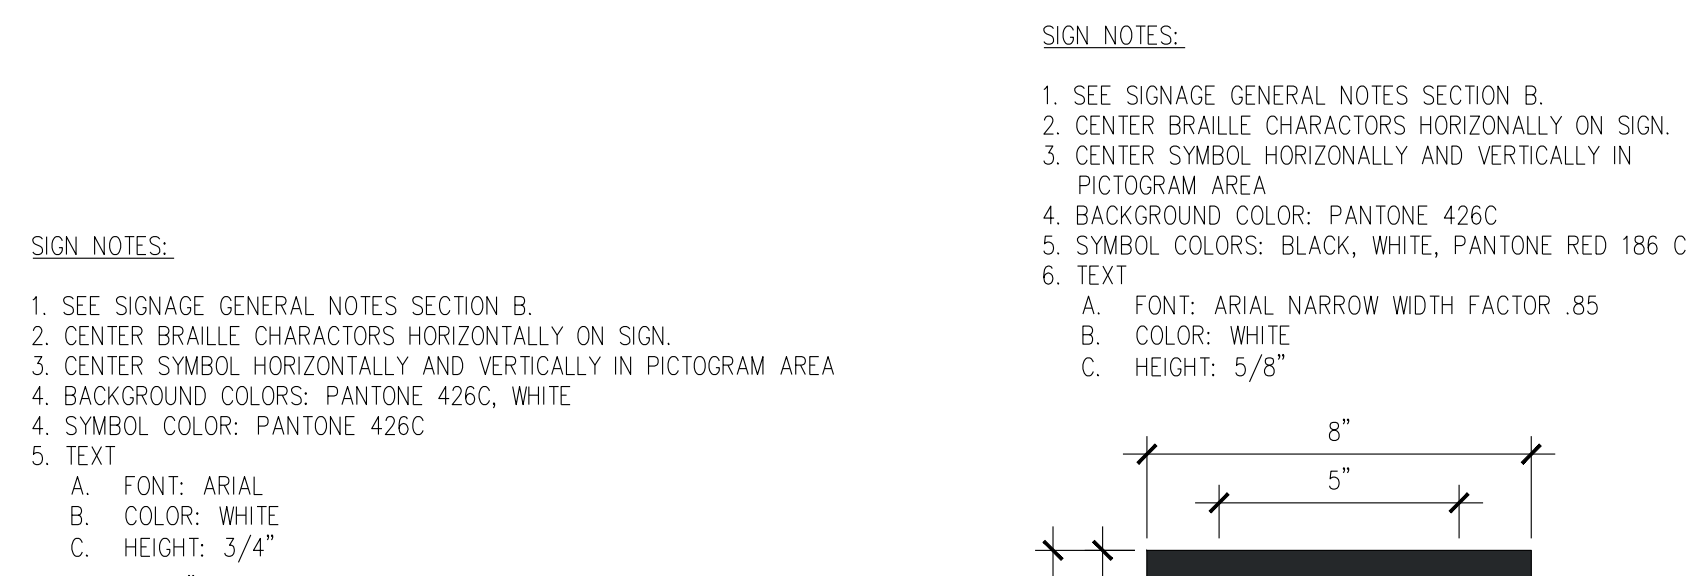 SIGN NOTES:
1. SEE SIGNAGE GENERAL NOTES SECTION B.
2. CENTER BRAILLE CHARACTORS HORIZONTALLY ON SIGN.
3. CENTER SYMBOL HORIZONTALLY AND VERTICALLY IN PICTOGRAM AREA
4. BACKGROUND COLORS: PANTONE 426C, WHITE
4. SYMBOL COLOR: PANTONE 426C
5. TEXT
A. FONT: ARIAL
B. COLOR: WHITE
C. HEIGHT: 3/4"
SIGN NOTES:
1. SEE SIGNAGE GENERAL NOTES SECTION B.
2. CENTER BRAILLE CHARACTORS HORIZONALLY ON SIGN.
3. CENTER SYMBOL HORIZONALLY AND VERTICALLY IN
PICTOGRAM AREA
4. BACKGROUND COLOR: PANTONE 426C
5. SYMBOL COLORS: BLACK, WHITE, PANTONE RED 186 C
6. TEXT
A. FONT: ARIAL NARROW WIDTH FACTOR .85
B. COLOR: WHITE
C. HEIGHT: 5/8"
8"
5"